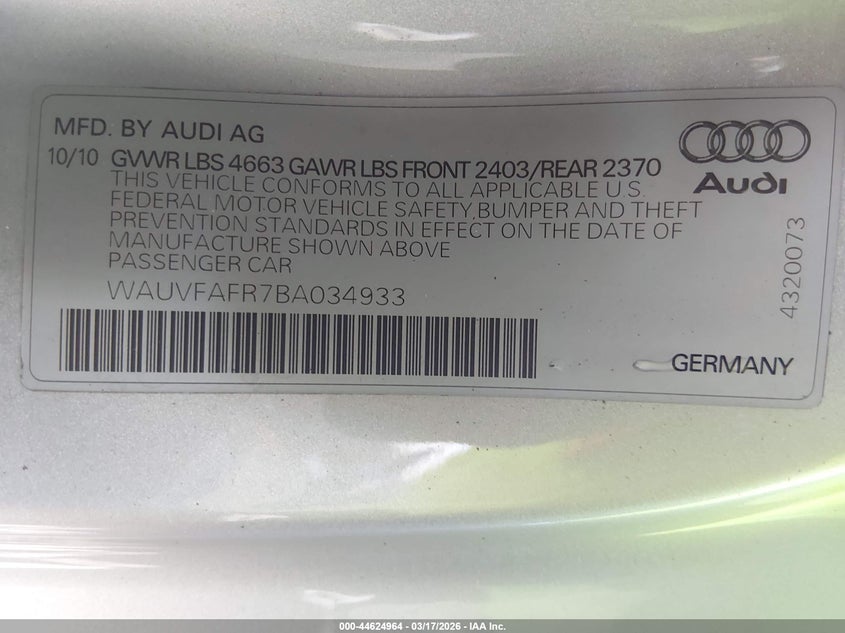 MFD. BY AUDI AG
10/10 GVWR LBS 4663 GAWR LBS FRONT 2403/REAR 2370
THIS VEHICLE CONFORMS TO ALL APPLICABLE U.S.
FEDERAL MOTOR VEHICLE SAFETY,BUMPER AND THEFT
PREVENTION STANDARDS IN EFFECT ON THE DATE OF
MANUFACTURE SHOWN ABOVE
PASSENGER CAR
WAUVFAFR7BA034933
Audi
4320073
GERMANY
000-44624964 - 03/17/2026 - IAA Inc.